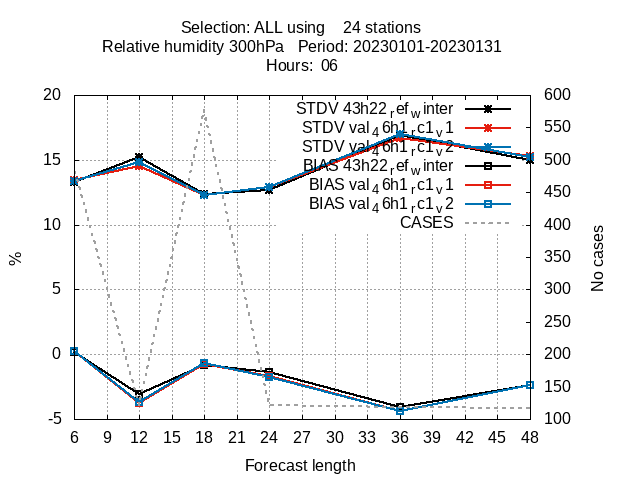 Selection: ALL using    24 stations
Relative humidity 300hPa   Period: 20230101-20230131
Hours:  06
STDV 43h22_ref_winter
STDV val_46h1_rc1_v1
STDV val_46h1_rc1_v2
BIAS 43h22_ref_winter
BIAS val_46h1_rc1_v1
BIAS val_46h1_rc1_v2
CASES
20
15
10
5
0
-5
%
600
550
500
450
400
350
300
250
200
150
100
No cases
6 9 12 15 18 21 24 27 30 33 36 39 42 45 48
Forecast length